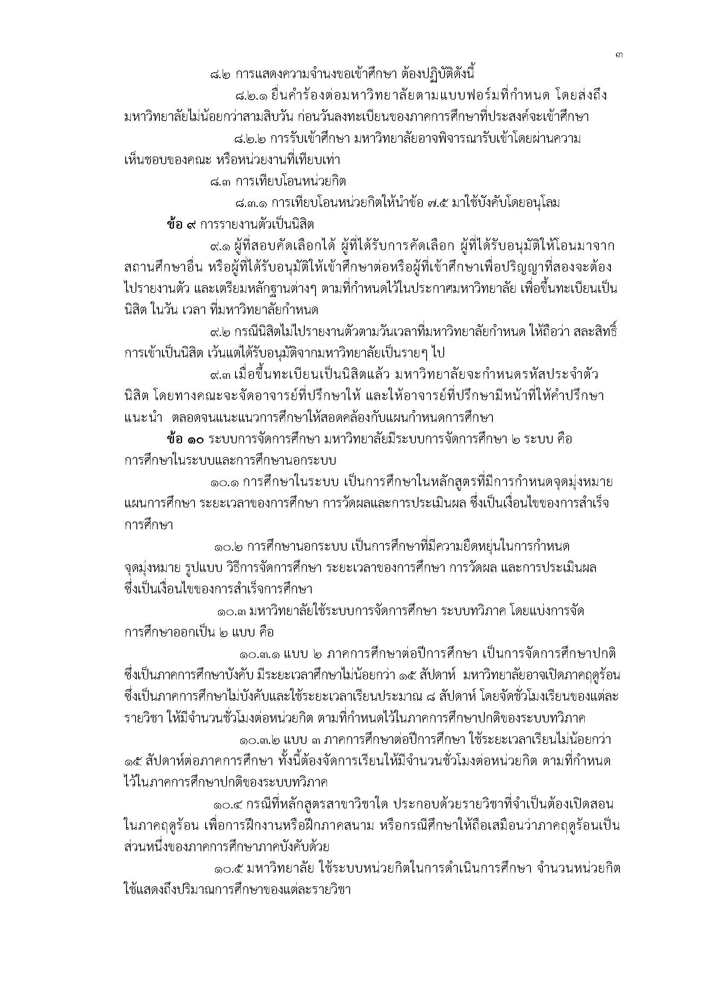 ๓
๘.๒ การแสดงความจำนงขอเข้าศึกษา ต้องปฏิบัติดังนี้
๘.๒.๑ ยื่นคำร้องต่อมหาวิทยาลัยตามแบบฟอร์มที่กำหนด โดยส่งถึง
มหาวิทยาลัยไม่น้อยกว่าสามสิบวัน ก่อนวันลงทะเบียนของภาคการศึกษาที่ประสงค์จะเข้าศึกษา
๘.๒.๒ การรับเข้าศึกษา มหาวิทยาลัยอาจพิจารณารับเข้าโดยผ่านความ
เห็นชอบของคณะ หรือหน่วยงานที่เทียบเท่า
๘.๓ การเทียบโอนหน่วยกิต
๘.๓.๑ การเทียบโอนหน่วยกิตให้นำข้อ ๗.๕ มาใช้บังคับโดยอนุโลม
ข้อ ๙ การรายงานตัวเป็นนิสิต
๙.๑ ผู้ที่สอบคัดเลือกได้ ผู้ที่ได้รับการคัดเลือก ผู้ที่ได้รับอนุมัติให้โอนมาจาก
สถานศึกษาอื่น หรือผู้ที่ได้รับอนุมัติให้เข้าศึกษาต่อหรือผู้ที่เข้าศึกษาเพื่อปริญญาที่สองจะต้อง
ไปรายงานตัว และเตรียมหลักฐานต่างๆ ตามที่กำหนดไว้ในประกาศมหาวิทยาลัย เพื่อขึ้นทะเบียนเป็น
นิสิต ในวัน เวลา ที่มหาวิทยาลัยกำหนด
๙.๒ กรณีนิสิตไม่ไปรายงานตัวตามวันเวลาที่มหาวิทยาลัยกำหนด ให้ถือว่า สละสิทธิ์
การเข้าเป็นนิสิต เว้นแต่ได้รับอนุมัติจากมหาวิทยาลัยเป็นรายๆ ไป
๙.๓ เมื่อขึ้นทะเบียนเป็นนิสิตแล้ว มหาวิทยาลัยจะกำหนดรหัสประจำตัว
นิสิต โดยทางคณะจะจัดอาจารย์ที่ปรึกษาให้ และให้อาจารย์ที่ปรึกษามีหน้าที่ให้คำปรึกษา
แนะนำ  ตลอดจนแนะแนวการศึกษาให้สอดคล้องกับแผนกำหนดการศึกษา
ข้อ ๑๐ ระบบการจัดการศึกษา มหาวิทยาลัยมีระบบการจัดการศึกษา ๒ ระบบ คือ
การศึกษาในระบบและการศึกษานอกระบบ
๑๐.๑ การศึกษาในระบบ เป็นการศึกษาในหลักสูตรที่มีการกำหนดจุดมุ่งหมาย
แผนการศึกษา ระยะเวลาของการศึกษา การวัดผลและการประเมินผล ซึ่งเป็นเงื่อนไขของการสำเร็จ
การศึกษา
๑๐.๒ การศึกษานอกระบบ เป็นการศึกษาที่มีความยืดหยุ่นในการกำหนด
จุดมุ่งหมาย รูปแบบ วิธีการจัดการศึกษา ระยะเวลาของการศึกษา การวัดผล และการประเมินผล
ซึ่งเป็นเงื่อนไขของการสำเร็จการศึกษา
๑๐.๓ มหาวิทยาลัยใช้ระบบการจัดการศึกษา ระบบทวิภาค โดยแบ่งการจัด
การศึกษาออกเป็น ๒ แบบ คือ
๑๐.๓.๑ แบบ ๒ ภาคการศึกษาต่อปีการศึกษา เป็นการจัดการศึกษาปกติ
ซึ่งเป็นภาคการศึกษาบังคับ มีระยะเวลาศึกษาไม่น้อยกว่า ๑๕ สัปดาห์  มหาวิทยาลัยอาจเปิดภาคฤดูร้อน
ซึ่งเป็นภาคการศึกษาไม่บังคับและใช้ระยะเวลาเรียนประมาณ ๘ สัปดาห์ โดยจัดชั่วโมงเรียนของแต่ละ
รายวิชา ให้มีจำนวนชั่วโมงต่อหน่วยกิต ตามที่กำหนดไว้ในภาคการศึกษาปกติของระบบทวิภาค
๑๐.๓.๒ แบบ ๓ ภาคการศึกษาต่อปีการศึกษา ใช้ระยะเวลาเรียนไม่น้อยกว่า
๑๕ สัปดาห์ต่อภาคการศึกษา ทั้งนี้ต้องจัดการเรียนให้มีจำนวนชั่วโมงต่อหน่วยกิต ตามที่กำหนด
ไว้ในภาคการศึกษาปกติของระบบทวิภาค
๑๐.๔ กรณีที่หลักสูตรสาขาวิชาใด ประกอบด้วยรายวิชาที่จำเป็นต้องเปิดสอน
ในภาคฤดูร้อน เพื่อการฝึกงานหรือฝึกภาคสนาม หรือกรณีศึกษาให้ถือเสมือนว่าภาคฤดูร้อนเป็น
ส่วนหนึ่งของภาคการศึกษาภาคบังคับด้วย
๑๐.๕ มหาวิทยาลัย ใช้ระบบหน่วยกิตในการดำเนินการศึกษา จำนวนหน่วยกิต
ใช้แสดงถึงปริมาณการศึกษาของแต่ละรายวิชา